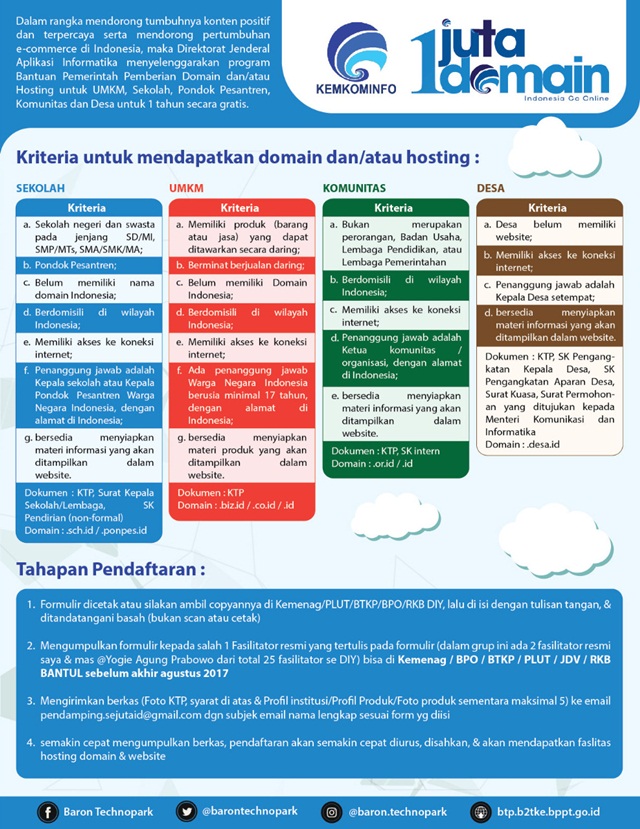 Dalam rangka mendorong tumbuhnya konten positif
dan terpercaya serta mendorong pertumbuhan
e-commerce di Indonesia, maka Direktorat Jenderal
Aplikasi Informatika menyelenggarakan program
Bantuan Pemerintah Pemberian Domain dan/atau
Hosting untuk UMKM, Sekolah, Pondok Pesantren,
Komunitas dan Desa untuk 1 tahun secara gratis.
KEMKOMINFO
1 juta
domain
Indonesia Go Online
Kriteria untuk mendapatkan domain dan/atau hosting :
SEKOLAH
Kriteria
a. Sekolah negeri dan swasta
pada jenjang SD/MI,
SMP/MTs, SMA/SMK/MA;
b. Pondok Pesantren;
c. Belum memiliki nama
domain Indonesia;
d. Berdomisili di wilayah
Indonesia;
e. Memiliki akses ke koneksi
internet;
f. Penanggung jawab adalah
Kepala sekolah atau Kepala
Pondok Pesantren Warga
Negara Indonesia, dengan
alamat di Indonesia;
g. bersedia menyiapkan
materi informasi yang akan
ditampilkan dalam
website.
Dokumen : KTP, Surat Kepala
Sekolah/Lembaga, SK
Pendirian (non-formal)
Domain : .sch.id / .ponpes.id
UMKM
Kriteria
a. Memiliki produk (barang
atau jasa) yang dapat
ditawarkan secara daring;
b. Berminat berjualan daring;
c. Belum memiliki Domain
Indonesia;
d. Berdomisili di wilayah
Indonesia;
e. Memiliki akses ke koneksi
internet;
f. Ada penanggung jawab
Warga Negara Indonesia
berusia minimal 17 tahun,
dengan alamat di
Indonesia;
g. bersedia menyiapkan
materi produk yang akan
ditampilkan dalam
website.
Dokumen : KTP
Domain : .biz.id / .co.id / .id
KOMUNITAS
Kriteria
a. Bukan merupakan
perorangan, Badan Usaha,
Lembaga Pendidikan, atau
Lembaga Pemerintahan
b. Berdomisili di wilayah
Indonesia;
c. Memiliki akses ke koneksi
internet;
d. Penanggung jawab adalah
Ketua komunitas /
organisasi, dengan alamat
di Indonesia;
e. bersedia menyiapkan
materi informasi yang akan
ditampilkan dalam
website.
Dokumen : KTP, SK intern
Domain : .or.id / .id
DESA
Kriteria
a. Desa belum memiliki
website;
b. Memiliki akses ke koneksi
internet;
c. Penanggung jawab adalah
Kepala Desa setempat;
d. bersedia menyiapkan
materi informasi yang akan
ditampilkan dalam website.
Dokumen : KTP, SK Pengang-
katan Kepala Desa, SK
Pengangkatan Aparan Desa,
Surat Kuasa, Surat Permohon-
an yang ditujukan kepada
Menteri Komunikasi dan
Informatika
Domain : .desa.id
Tahapan Pendaftaran :
1. Formulir dicetak atau silakan ambil copyannya di Kemenag/PLUT/BTKP/BPO/RKB DIY, lalu di isi dengan tulisan tangan, &
ditandatangani basah (bukan scan atau cetak)
2. Mengumpulkan formulir kepada salah 1 Fasilitator resmi yang tertulis pada formulir (dalam grup ini ada 2 fasilitator resmi
saya & mas @Yogie Agung Prabowo dari total 25 fasilitator se DIY) bisa di Kemenag / BPO / BTKP / PLUT / JDV / RKB
BANTUL sebelum akhir agustus 2017
3. Mengirimkan berkas (Foto KTP, syarat di atas & Profil institusi/Profil Produk/Foto produk sementara maksimal 5) ke email
pendamping.sejutaid@gmail.com dgn subjek email nama lengkap sesuai form yg diisi
4. semakin cepat mengumpulkan berkas, pendaftaran akan semakin cepat diurus, disahkan, & akan mendapatkan faslitas
hosting domain & website
Baron Technopark
@barontechnopark
@baron.technopark
btp.b2tke.bppt.go.id